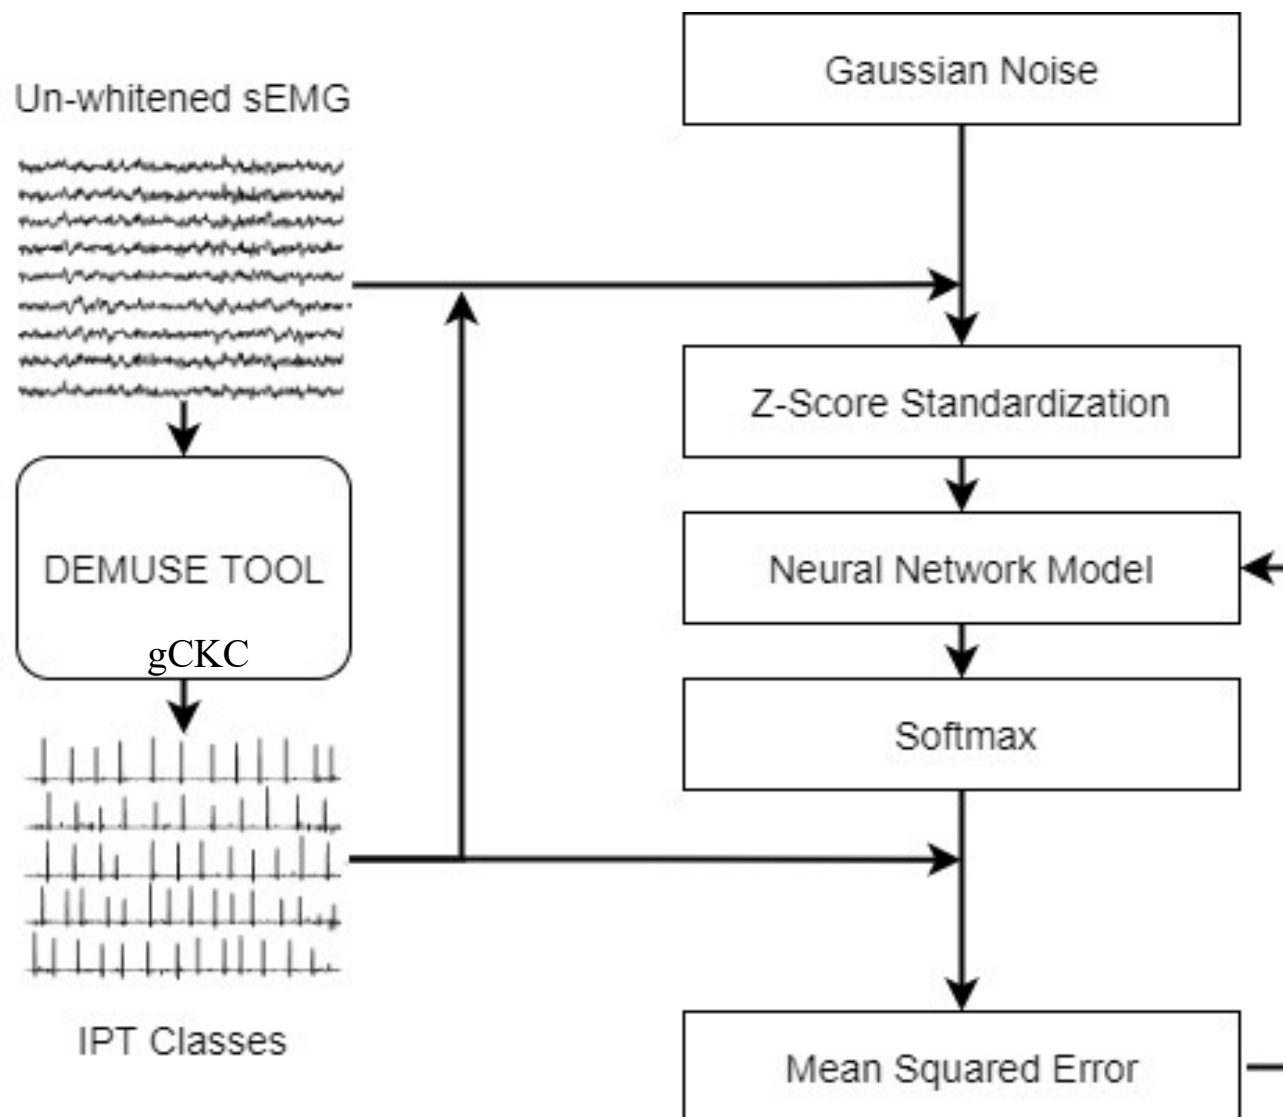 Un-whitened sEMG
DEMUSE TOOL
gCKC
IPT Classes
Gaussian Noise
Z-Score Standardization
Neural Network Model
Softmax
Mean Squared Error